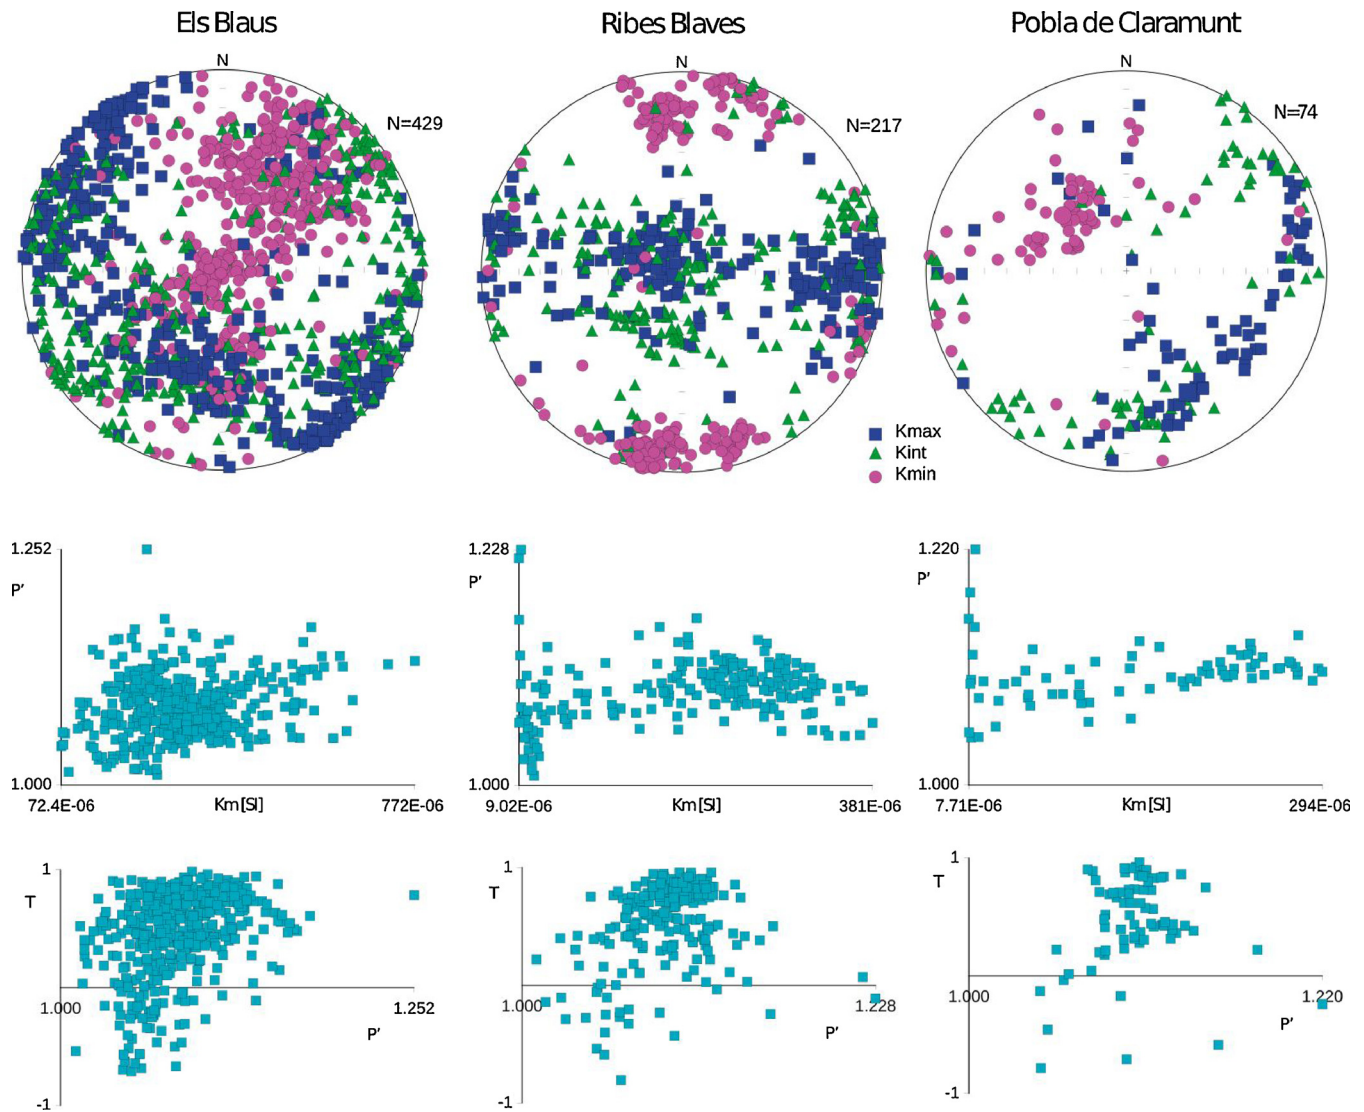 Els Blaus
Ribes Blaves
Pobla de Claramunt
N
N
N
N=429
N=217
N=74
Kmax
Kint
Kmin
1.252
P'
1.000
72.4E-06
Km[SI]
772E-06
1.228
P'
1.000
9.02E-06
Km[SI]
381E-06
1.220
P'
1.000
7.71E-06
Km[SI]
294E-06
1
T
1.000
1.252
P'
-1
1
T
1.000
1.228
P'
-1
1
T
1.000
1.220
P'
-1